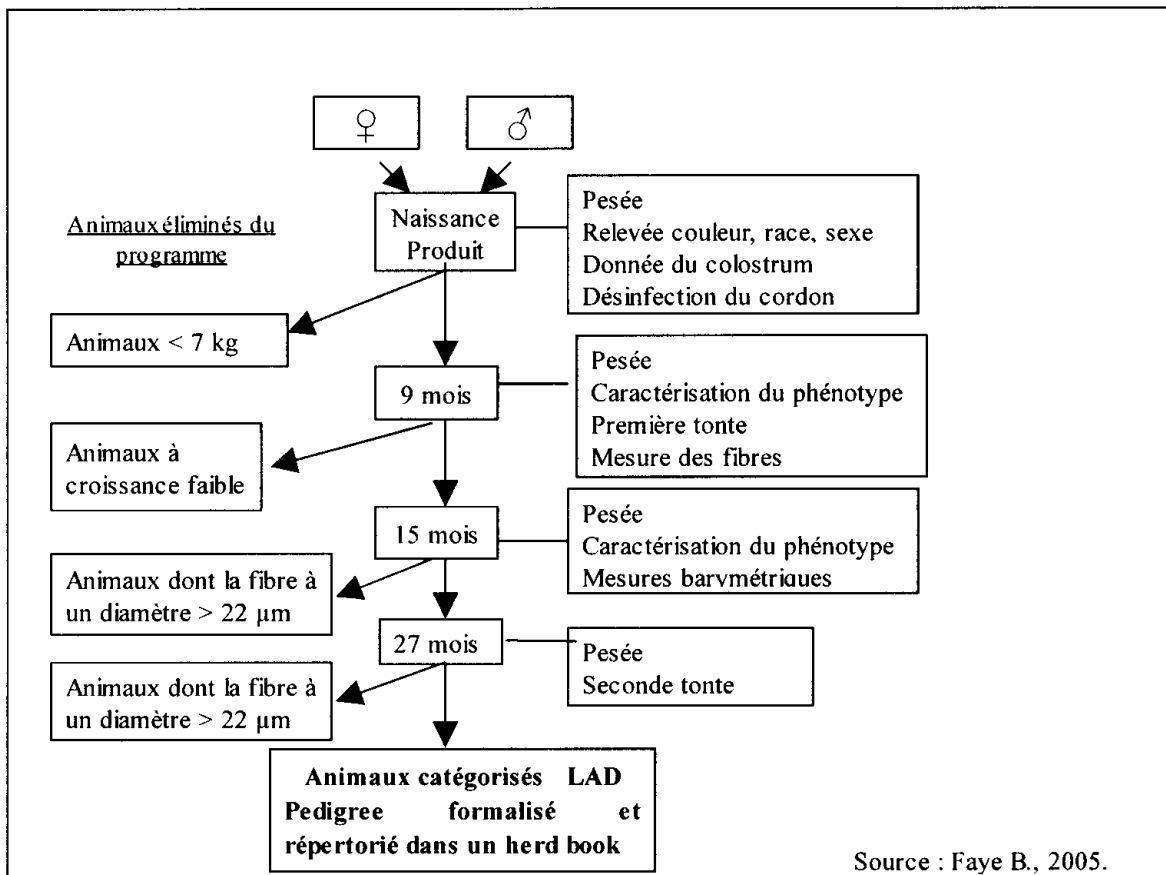 ♀
♂
Naissance
Produit
Pesée
Relevée couleur, race, sexe
Donnée du colostrum
Désinfection du cordon
Animaux éliminés du
programme
Animaux < 7 kg
9 mois
Pesée
Caractérisation du phénotype
Première tonte
Mesure des fibres
Animaux à
croissance faible
15 mois
Pesée
Caractérisation du phénotype
Mesures barymétriques
Animaux dont la fibre à
un diamètre > 22 µm
27 mois
Pesée
Seconde tonte
Animaux dont la fibre à
un diamètre > 22 µm
Animaux catégorisés LAD
Pedigree formalisé et
répertorié dans un herd book
Source : Faye B., 2005.